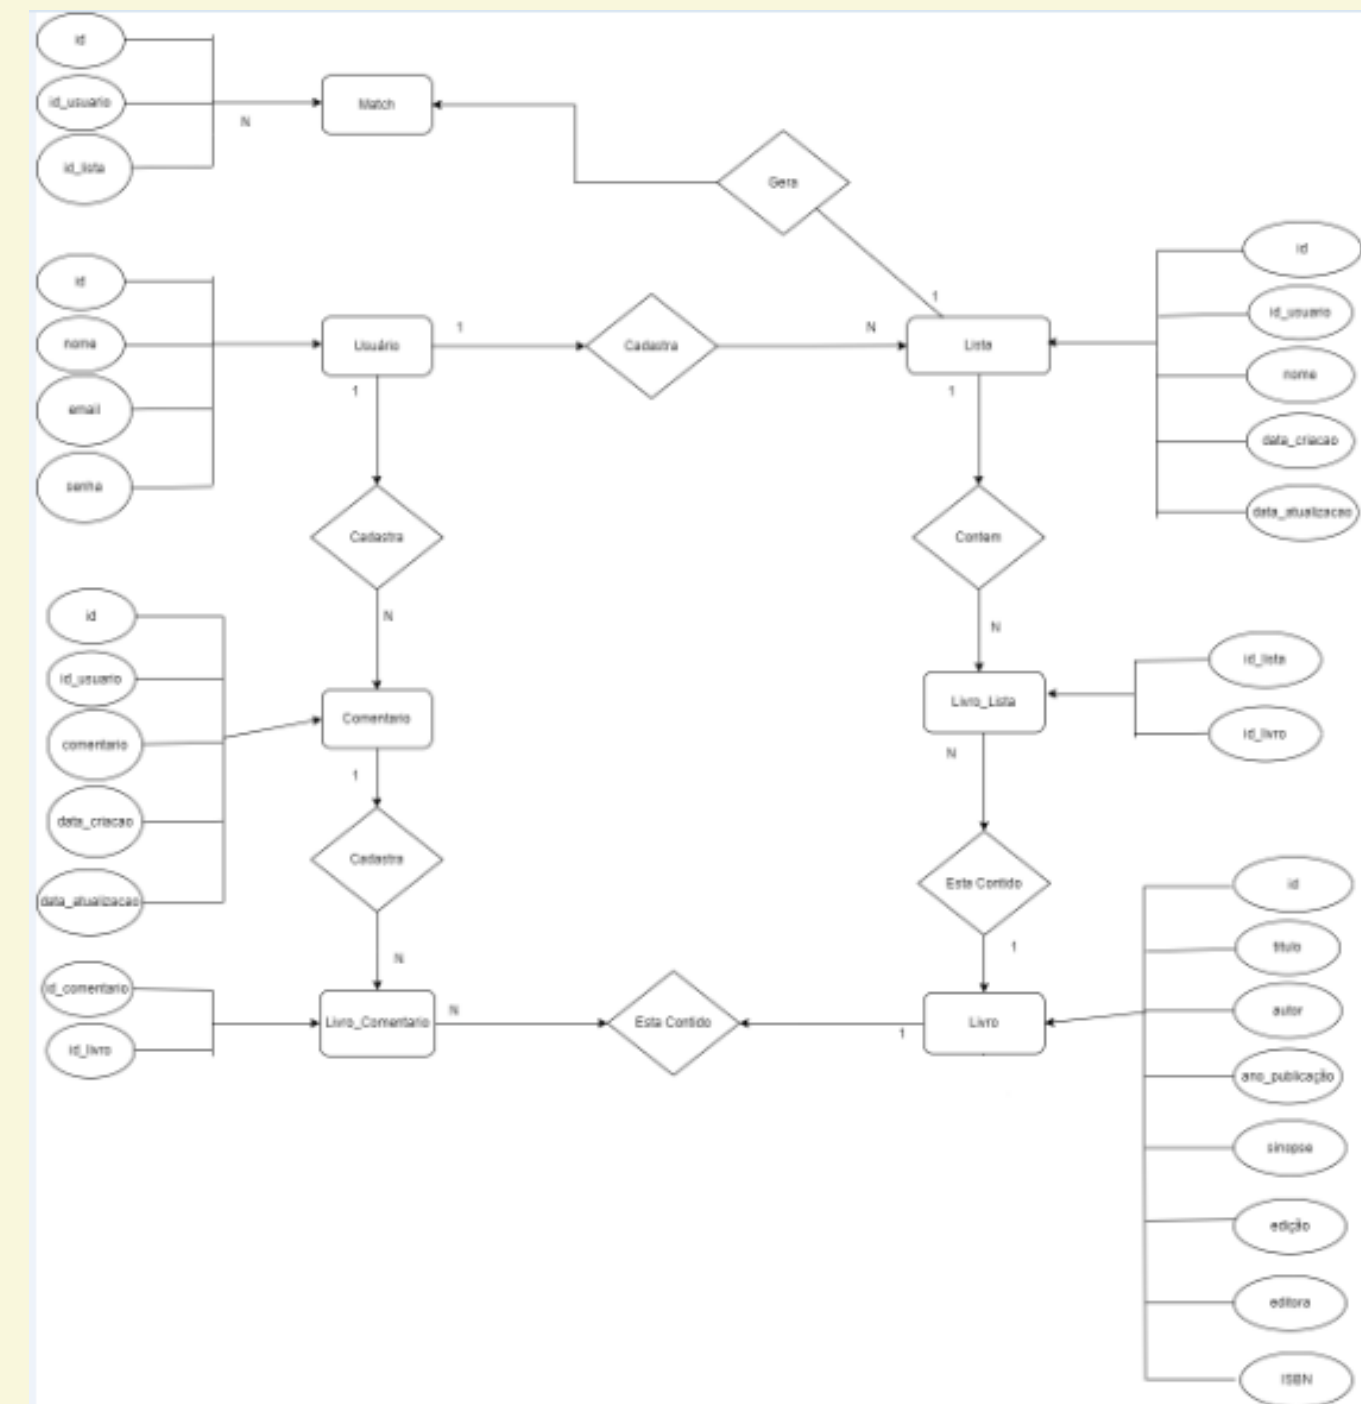 id
id_usuario
N
id_lista
Match
Gera
id
nome
email
senha
Usuário
1
1
Cadastra
N
1
Lista
1
id
id_usuario
nome
data_criacao
data_atualizacao
Cadastra
N
Contem
N
id
id_usuario
comentario
data_criacao
data_atualizacao
Comentario
1
Livro_Lista
N
id_lista
id_livro
Cadastra
N
Esta Contido
1
id_comentario
id_livro
Livro_Comentario
N
Esta Contido
1
Livro
id
titulo
autor
ano_publicação
sinopse
edição
editora
ISBN